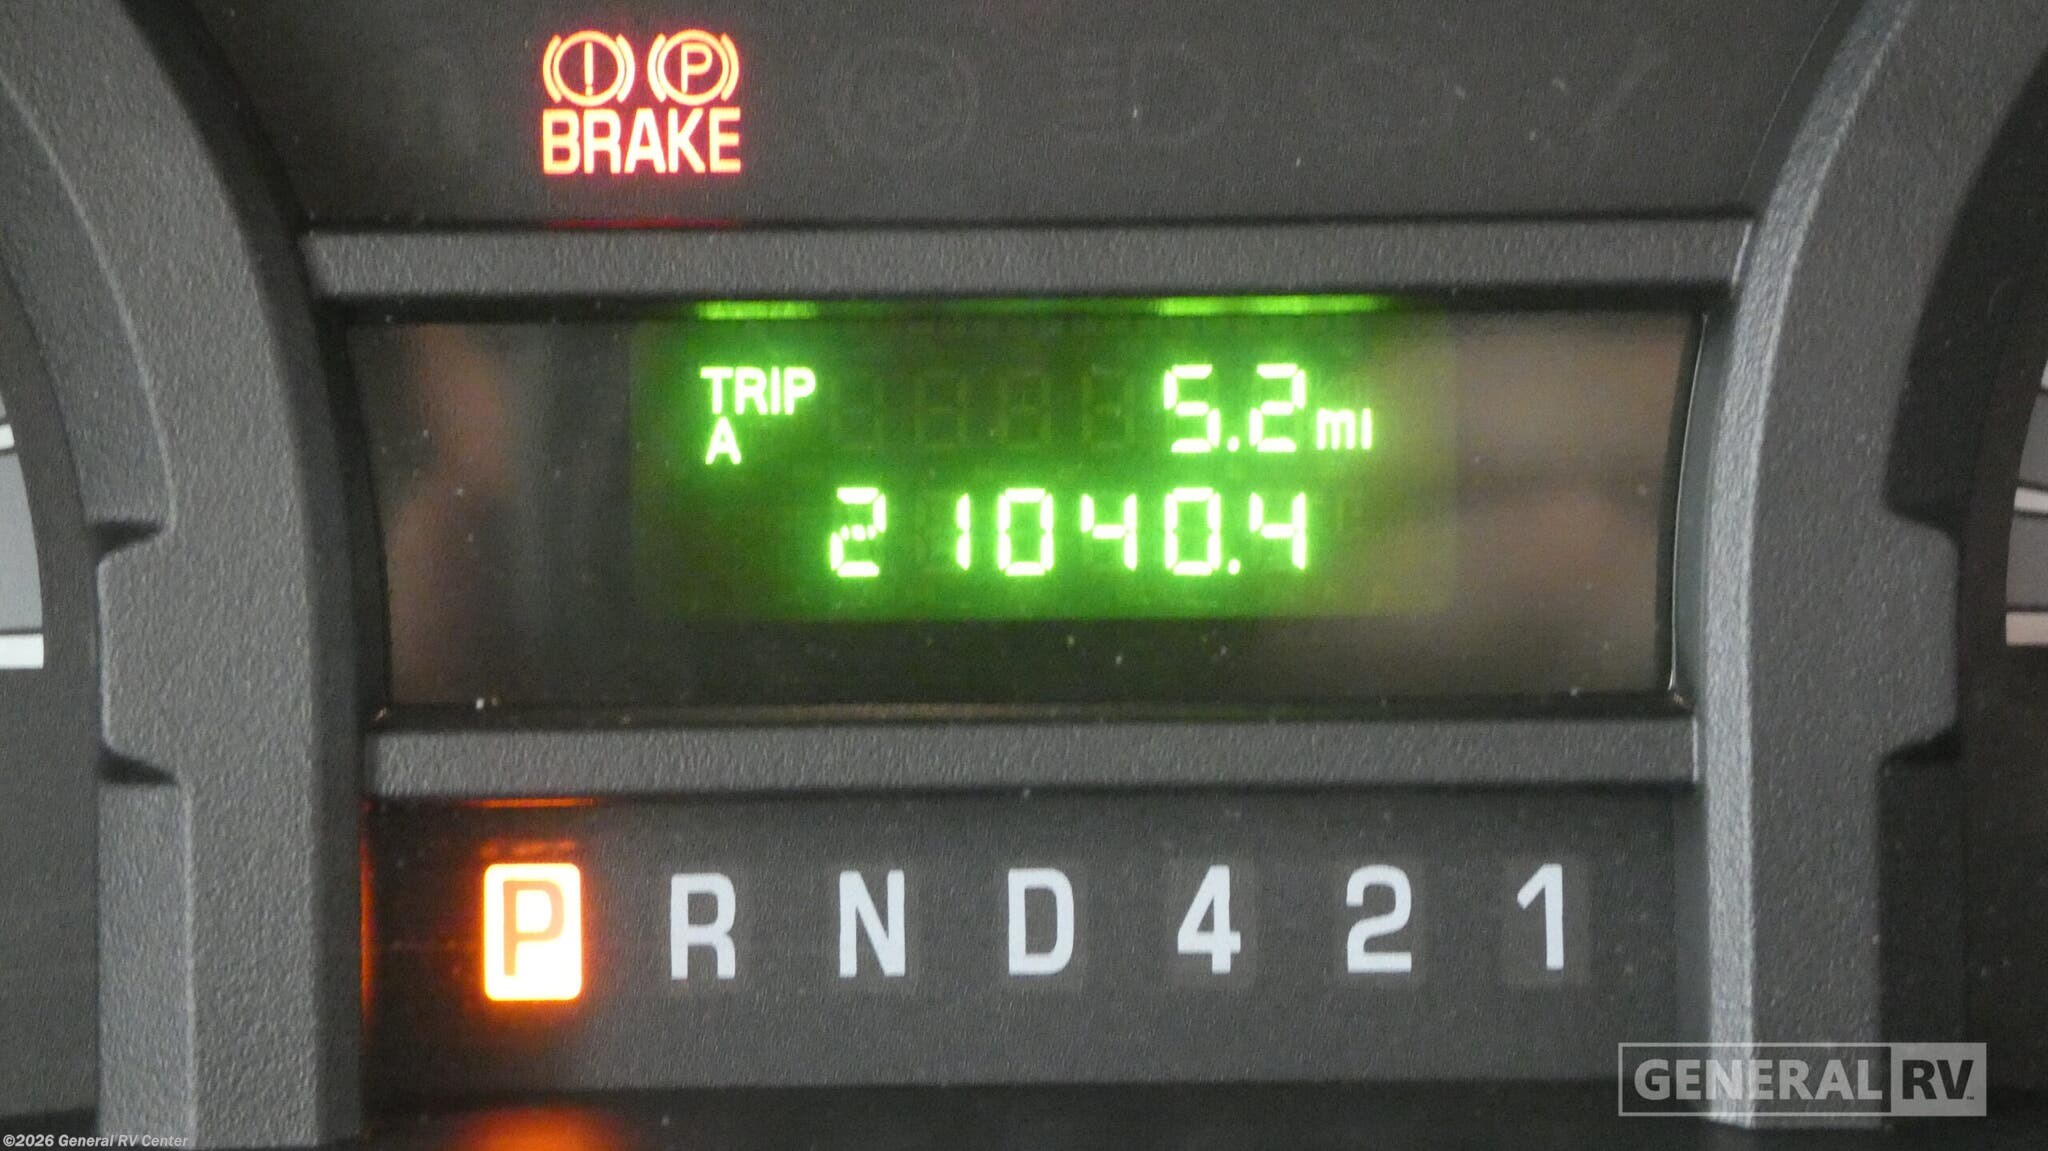 BRAKE
TRIP 5.2 mi
A
21040.4
P R N D 4 2 1
GENERAL RV
©2026 General RV Center